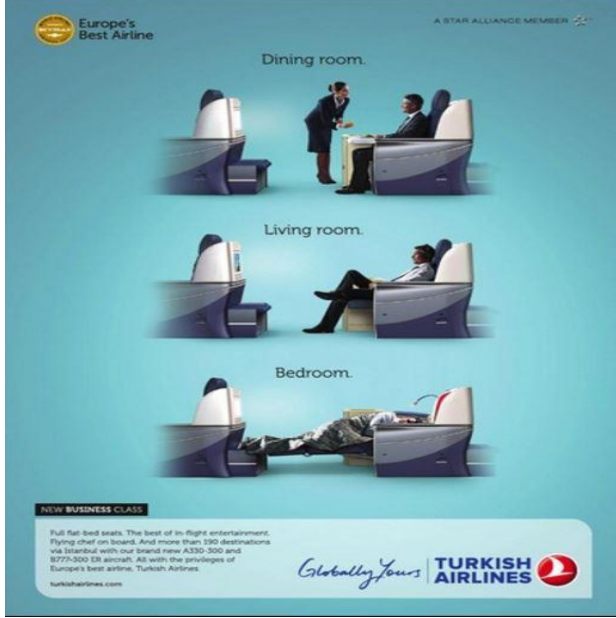 SKYTRAX
Europe's
Best Airline
A STAR ALLIANCE MEMBER
Dining room.
Living room.
Bedroom.
NEW BUSINESS CLASS
Full flat-bed seats. The best of in-flight entertainment.
Flying chef on board. And more than 190 destinations
via Istanbul with our brand new A330-300 and
B777-300 ER aircraft. All with the privileges of
Europe's best airline, Turkish Airlines.
turkishairlines.com
Globally Yours
TURKISH
AIRLINES